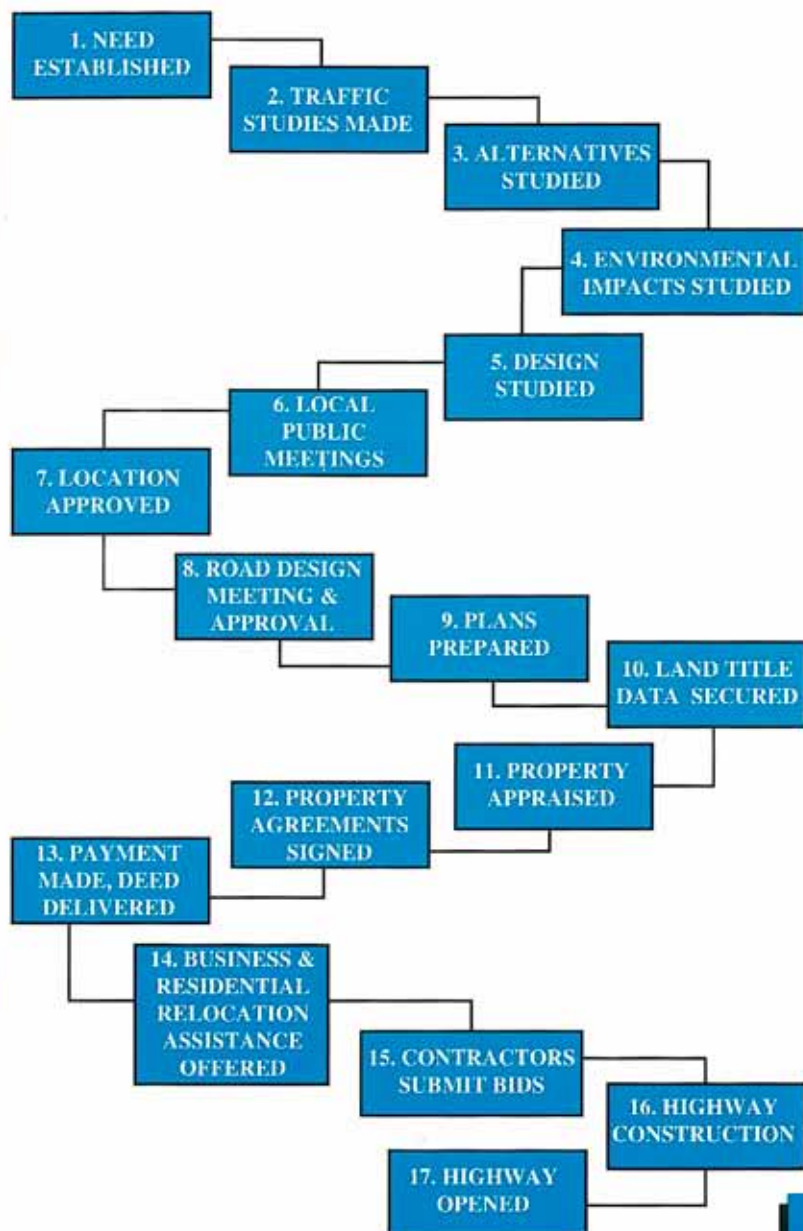 1. NEED
ESTABLISHED
2. TRAFFIC
STUDIES MADE
3. ALTERNATIVES
STUDIED
4. ENVIRONMENTAL
IMPACTS STUDIED
5. DESIGN
STUDIED
6. LOCAL
PUBLIC
MEETINGS
7. LOCATION
APPROVED
8. ROAD DESIGN
MEETING &
APPROVAL
9. PLANS
PREPARED
10. LAND TITLE
DATA SECURED
11. PROPERTY
APPRAISED
12. PROPERTY
AGREEMENTS
SIGNED
13. PAYMENT
MADE, DEED
DELIVERED
14. BUSINESS &
RESIDENTIAL
RELOCATION
ASSISTANCE
OFFERED
15. CONTRACTORS
SUBMIT BIDS
16. HIGHWAY
CONSTRUCTION
17. HIGHWAY
OPENED